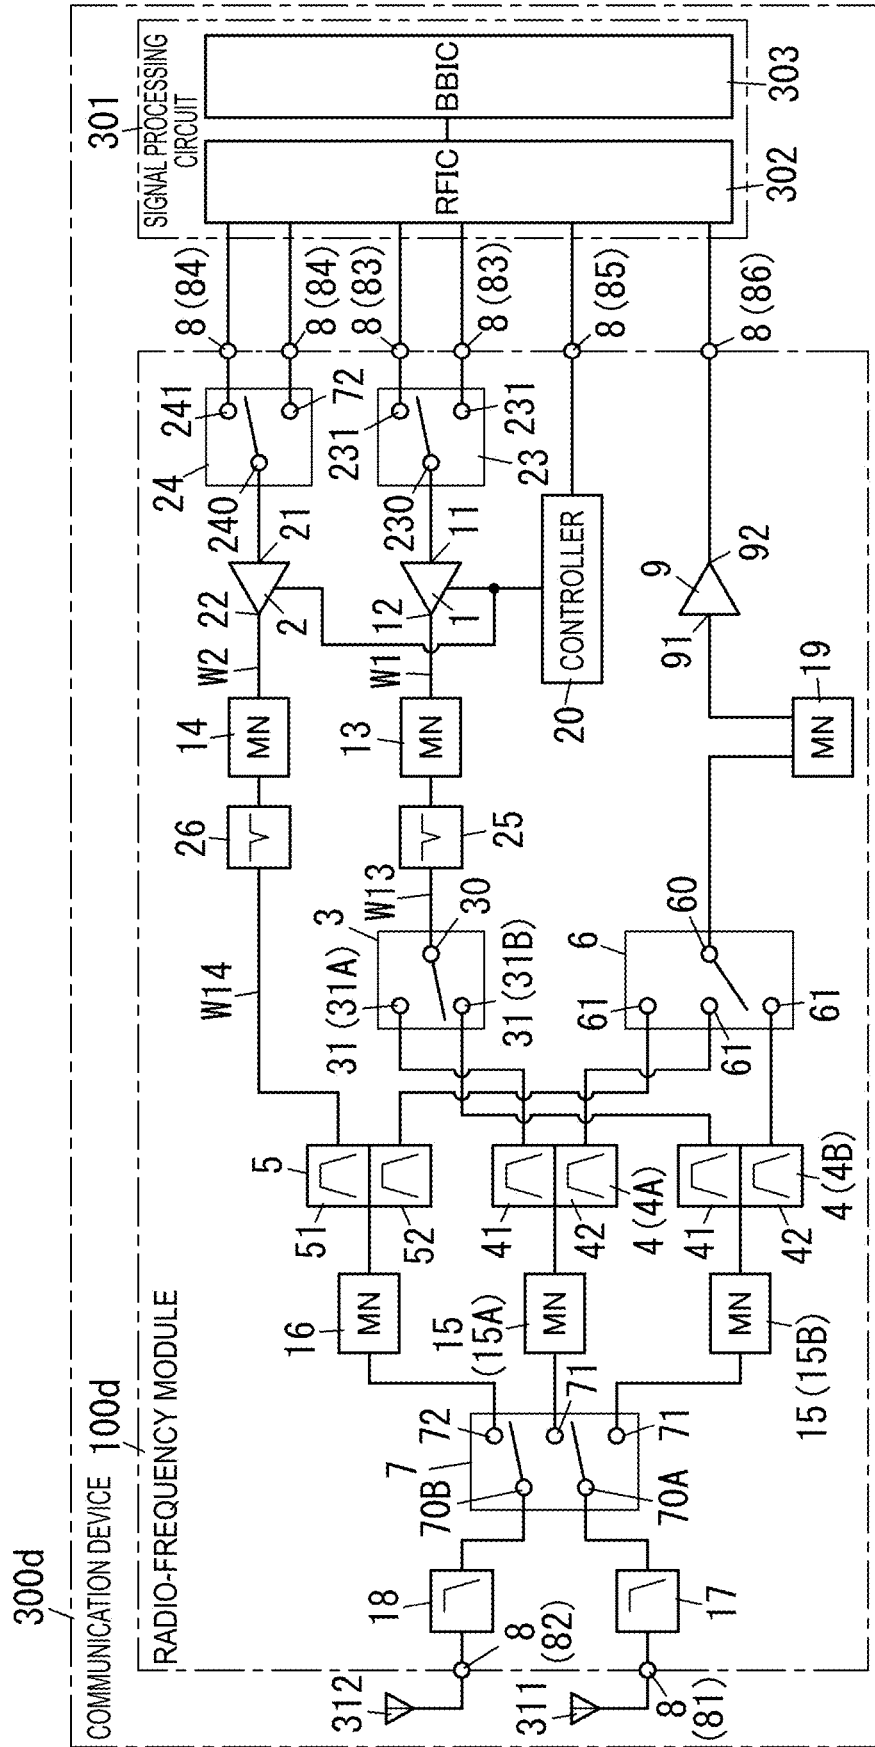 300d
COMMUNICATION DEVICE
100d
RADIO-FREQUENCY MODULE
301
SIGNAL PROCESSING
CIRCUIT
BBIC
303
RFIC
302
8 (84)
8 (84)
8 (83)
8 (83)
8 (85)
8 (86)
24
241
72
240
231
231
23
230
22
21
2
12
11
1
CONTROLLER
20
9
91
92
W2
W1
14
MN
13
MN
MN
19
26
25
W14
W13
3
30
31 (31A)
31 (31B)
6
60
61
61
61
5
51
52
41
42
4 (4A)
41
42
4 (4B)
16
MN
15
(15A)
MN
MN
15 (15B)
7
72
71
71
70B
70A
18
17
312
8
(82)
311
8
(81)